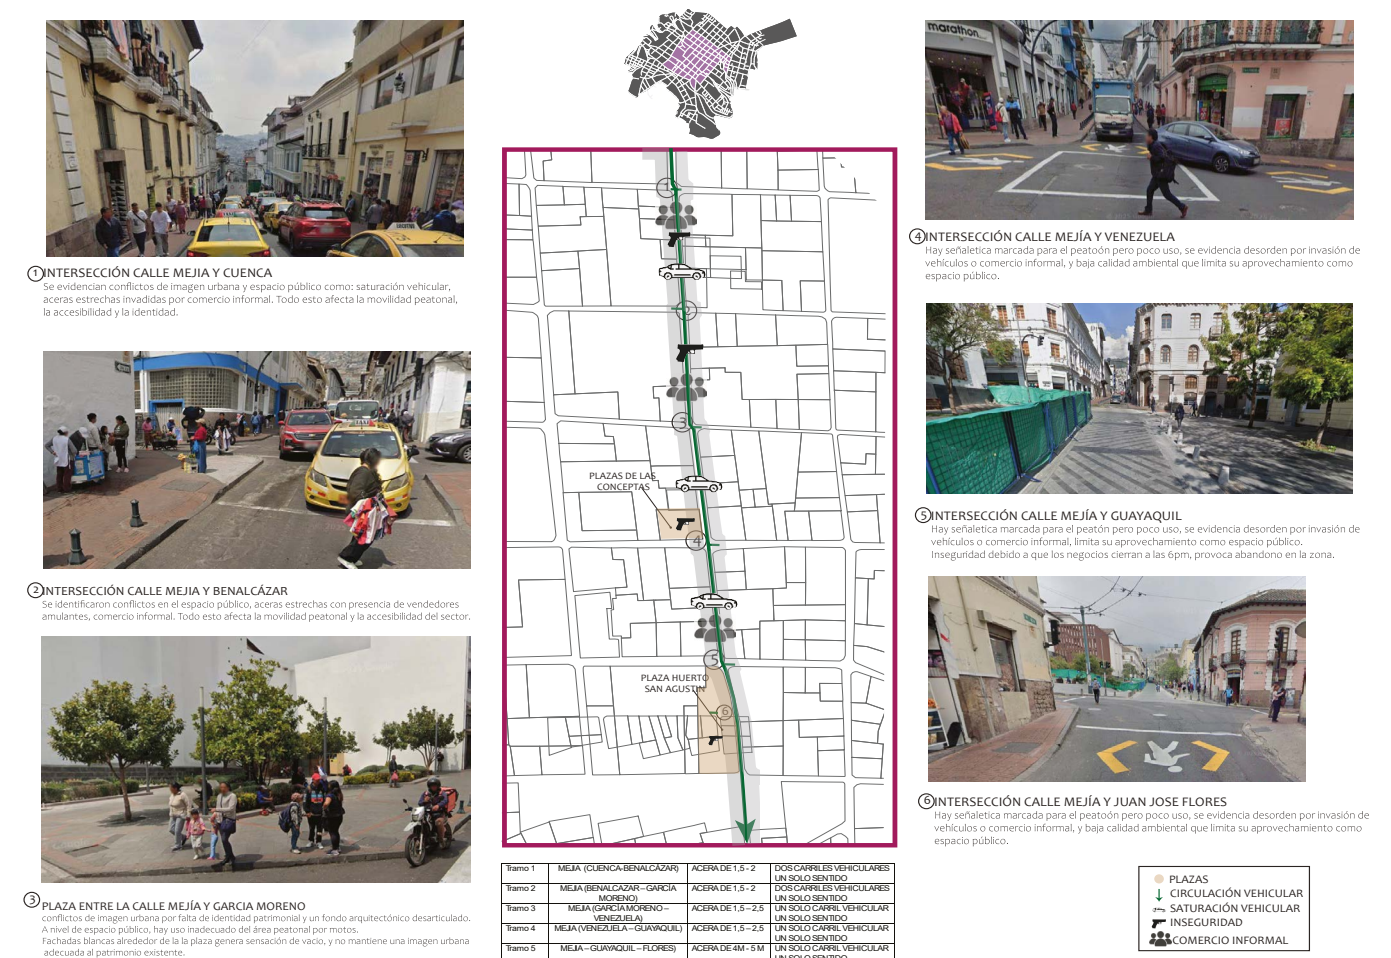 1 INTERSECCIÓN CALLE MEJIA Y CUENCA
Se evidencian conflictos de imagen urbana y espacio público como: saturación vehicular,
aceras estrechas invadidas por comercio informal. Todo esto afecta la movilidad peatonal,
la accesibilidad y la identidad.
2 INTERSECCIÓN CALLE MEJIA Y BENALCÁZAR
Se identificaron conflictos en el espacio público, aceras estrechas con presencia de vendedores
amulantes, comercio informal. Todo esto afecta la movilidad peatonal y la accesibilidad del sector.
3 PLAZA ENTRE LA CALLE MEJÍA Y GARCIA MORENO
conflictos de imagen urbana por falta de identidad patrimonial y un fondo arquitectónico desarticulado.
A nivel de espacio público, hay uso inadecuado del área peatonal por motos.
Fachadas blancas alrededor de la la plaza genera sensación de vacio, y no mantiene una imagen urbana
adecuada al patrimonio existente.
1
2
3
PLAZAS DE LAS
CONCEPTAS
4
5
PLAZA HUERTO
SAN AGUSTIN
6
Tramo 1 MEJIA (CUENCA-BENALCÁZAR) ACERA DE 1,5 - 2 DOS CARRILES VEHICULARES
UN SOLO SENTIDO
Tramo 2 MEJIA (BENALCAZAR – GARCÍA ACERA DE 1,5 - 2 DOS CARRILES VEHICULARES
MORENO) UN SOLO SENTIDO
Tramo 3 MEJIA (GARCÍA MORENO – ACERA DE 1,5 – 2,5 UN SOLO CARRIL VEHICULAR
VENEZUELA) UN SOLO SENTIDO
Tramo 4 MEJIA (VENEZUELA – GUAYAQUIL) ACERA DE 1,5 – 2,5 UN SOLO CARRIL VEHICULAR
UN SOLO SENTIDO
Tramo 5 MEJIA – GUAYAQUIL – FLORES) ACERA DE 4M - 5 M UN SOLO CARRIL VEHICULAR
UN SOLO SENTIDO
marathon
4 INTERSECCIÓN CALLE MEJÍA Y VENEZUELA
Hay señaletica marcada para el peatoón pero poco uso, se evidencia desorden por invasión de
vehículos o comercio informal, y baja calidad ambiental que limita su aprovechamiento como
espacio público.
5 INTERSECCIÓN CALLE MEJÍA Y GUAYAQUIL
Hay señaletica marcada para el peatón pero poco uso, se evidencia desorden por invasión de
vehículos o comercio informal, limita su aprovechamiento como espacio público.
Inseguridad debido a que los negocios cierran a las 6pm, provoca abandono en la zona.
6 INTERSECCIÓN CALLE MEJÍA Y JUAN JOSE FLORES
Hay señaletica marcada para el peatoón pero poco uso, se evidencia desorden por invasión de
vehículos o comercio informal, y baja calidad ambiental que limita su aprovechamiento como
espacio público.
PLAZAS
CIRCULACIÓN VEHICULAR
SATURACIÓN VEHICULAR
INSEGURIDAD
COMERCIO INFORMAL